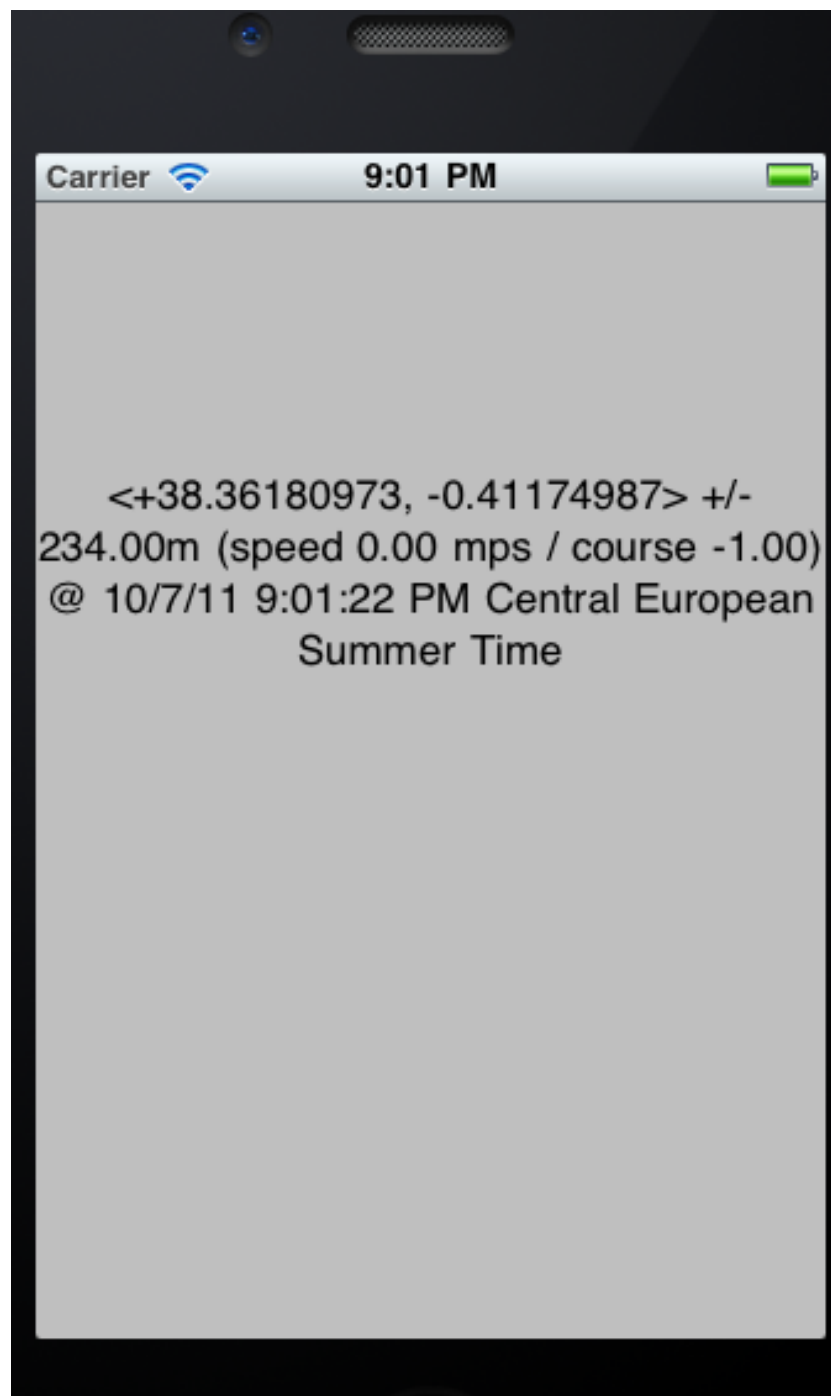 Carrier 9:01 PM
<+38.36180973, -0.41174987> +/-
234.00m (speed 0.00 mps / course -1.00)
@ 10/7/11 9:01:22 PM Central European
Summer Time